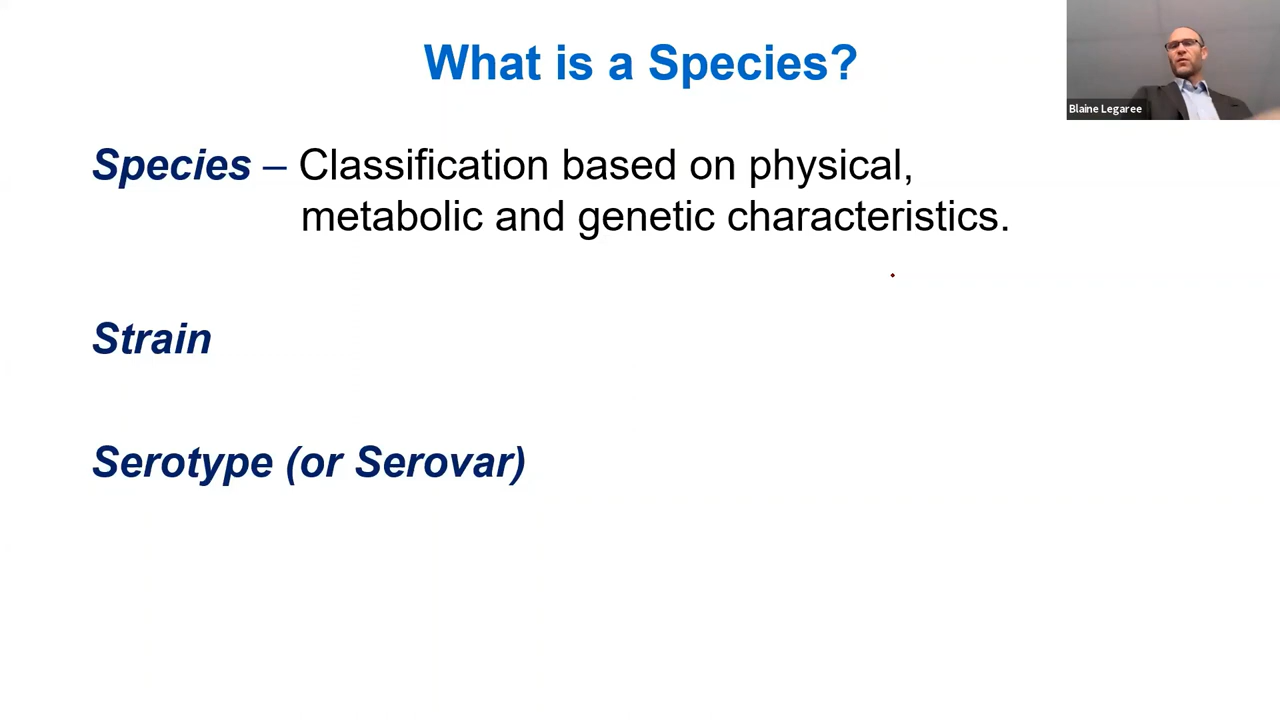 What is a Species?
Blaine Legaree
Species – Classification based on physical,
metabolic and genetic characteristics.
Strain
Serotype (or Serovar)